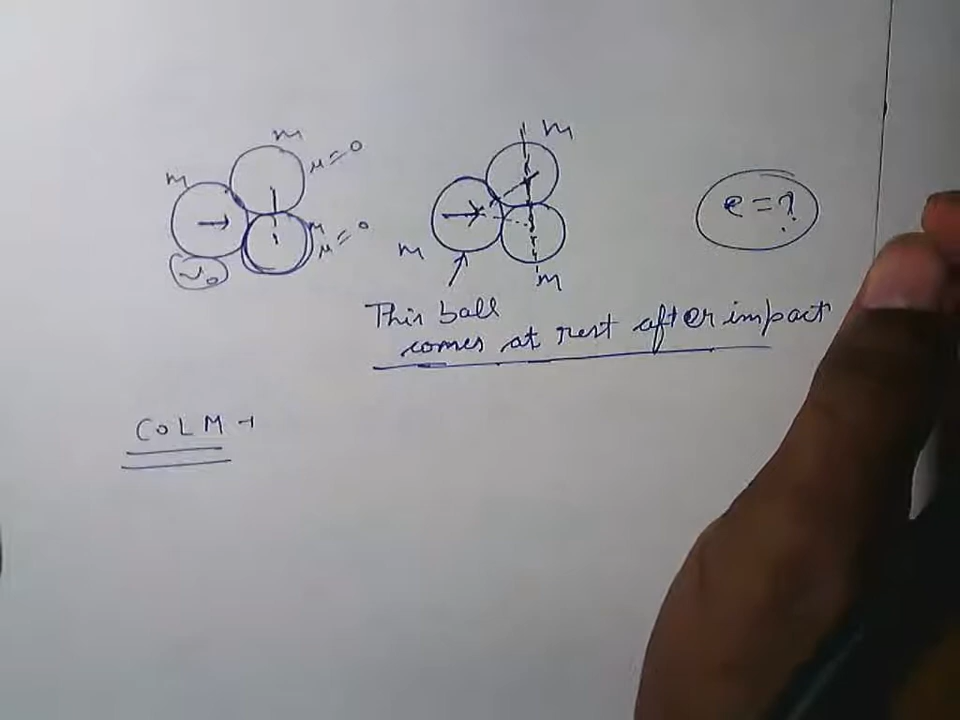 m
μ=0
m
m
μ=0
v₀
m
m
m
e=?
This ball
comes at rest after impact
COLM →